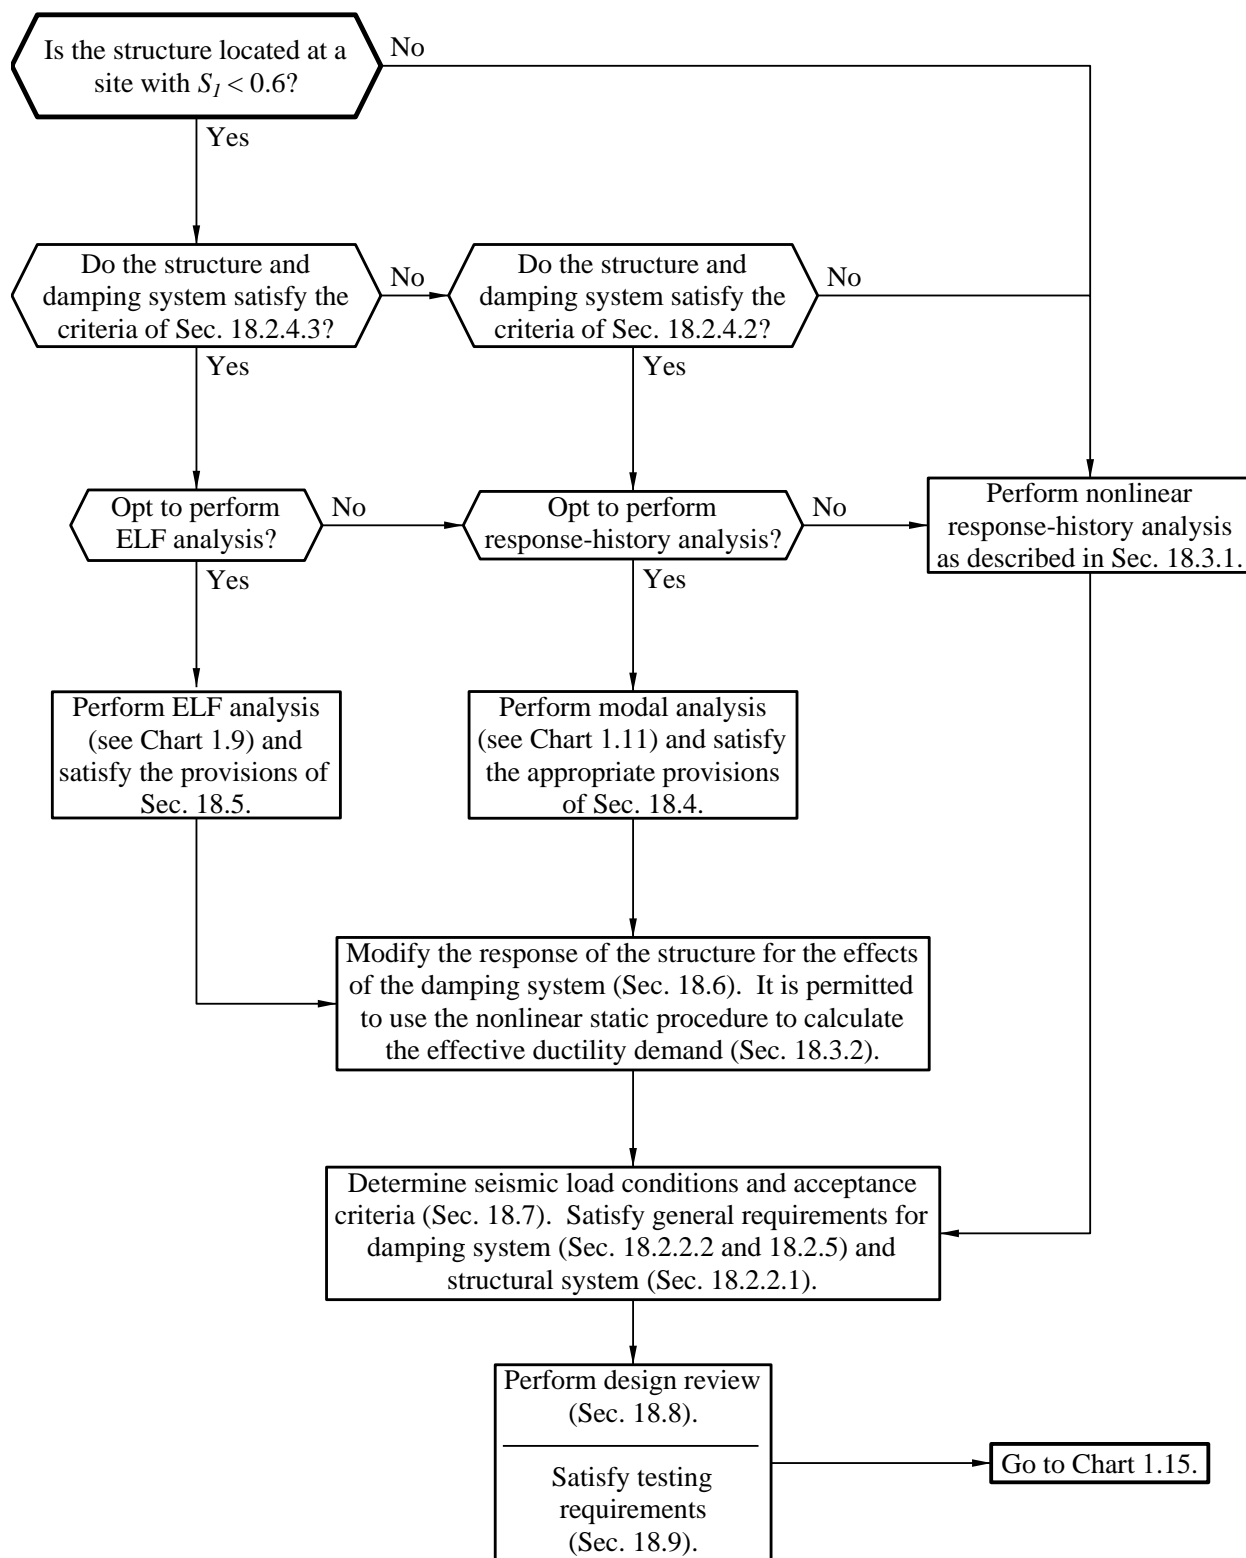 Is the structure located at a
site with S1 < 0.6?
No
Yes
Do the structure and
damping system satisfy the
criteria of Sec. 18.2.4.3?
No
Do the structure and
damping system satisfy the
criteria of Sec. 18.2.4.2?
No
Yes
Yes
Opt to perform
ELF analysis?
No
Opt to perform
response-history analysis?
No
Perform nonlinear
response-history analysis
as described in Sec. 18.3.1.
Yes
Yes
Perform ELF analysis
(see Chart 1.9) and
satisfy the provisions of
Sec. 18.5.
Perform modal analysis
(see Chart 1.11) and satisfy
the appropriate provisions
of Sec. 18.4.
Modify the response of the structure for the effects
of the damping system (Sec. 18.6).  It is permitted
to use the nonlinear static procedure to calculate
the effective ductility demand (Sec. 18.3.2).
Determine seismic load conditions and acceptance
criteria (Sec. 18.7).  Satisfy general requirements for
damping system (Sec. 18.2.2.2 and 18.2.5) and
structural system (Sec. 18.2.2.1).
Perform design review
(Sec. 18.8).
Satisfy testing
requirements
(Sec. 18.9).
Go to Chart 1.15.